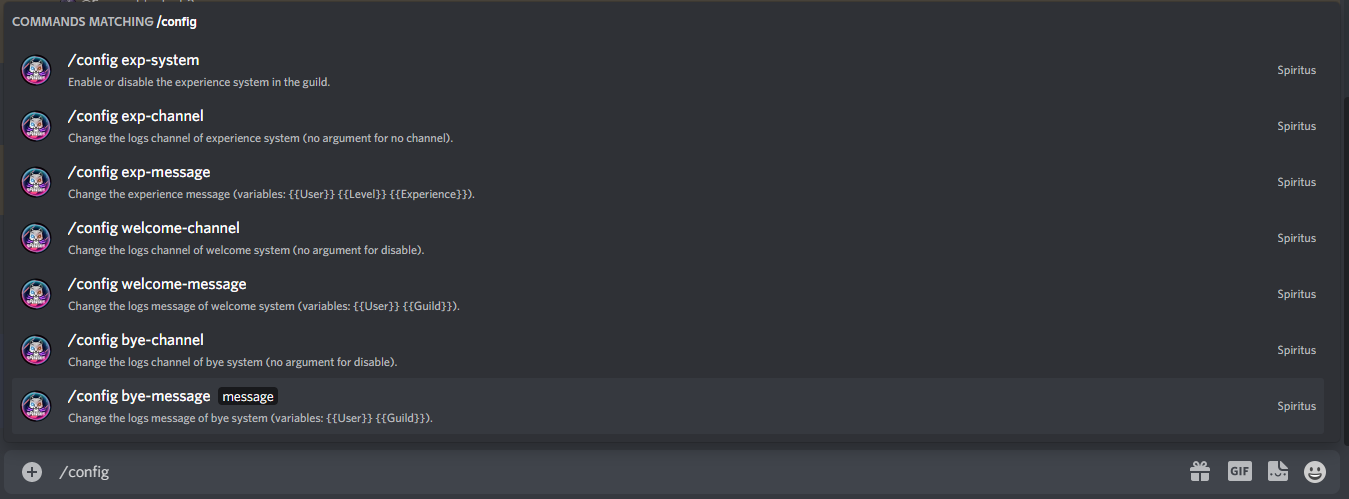 COMMANDS MATCHING /config
/config exp-system
Enable or disable the experience system in the guild.
Spiritus
/config exp-channel
Change the logs channel of experience system (no argument for no channel).
Spiritus
/config exp-message
Change the experience message (variables: {{User}} {{Level}} {{Experience}}).
Spiritus
/config welcome-channel
Change the logs channel of welcome system (no argument for disable).
Spiritus
/config welcome-message
Change the logs message of welcome system (variables: {{User}} {{Guild}}).
Spiritus
/config bye-channel
Change the logs channel of bye system (no argument for disable).
Spiritus
/config bye-message message
Change the logs message of bye system (variables: {{User}} {{Guild}}).
Spiritus
/config
GIF